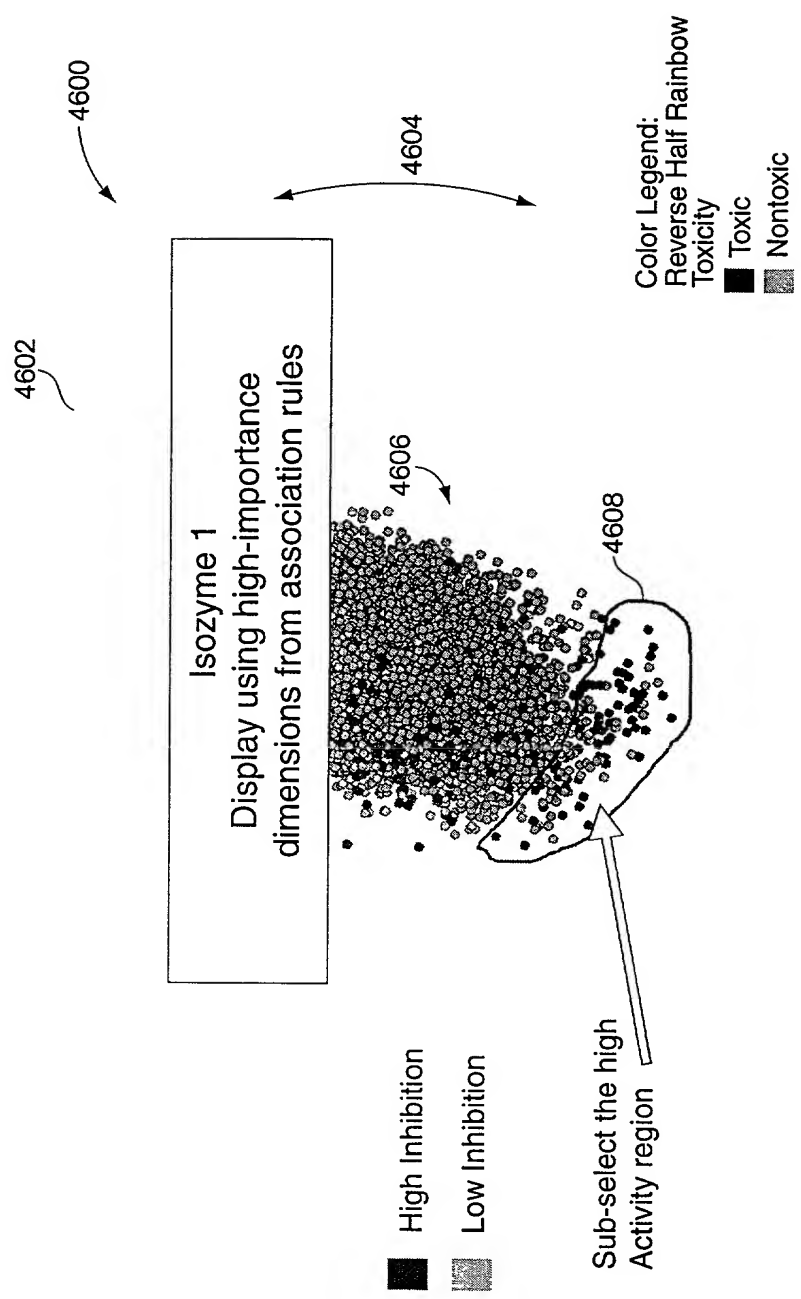 4602
4600
Isozyme 1
Display using high-importance
dimensions from association rules
4604
4606
4608
High Inhibition
Low Inhibition
Sub-select the high
Activity region
Color Legend:
Reverse Half Rainbow
Toxicity
Toxic
Nontoxic